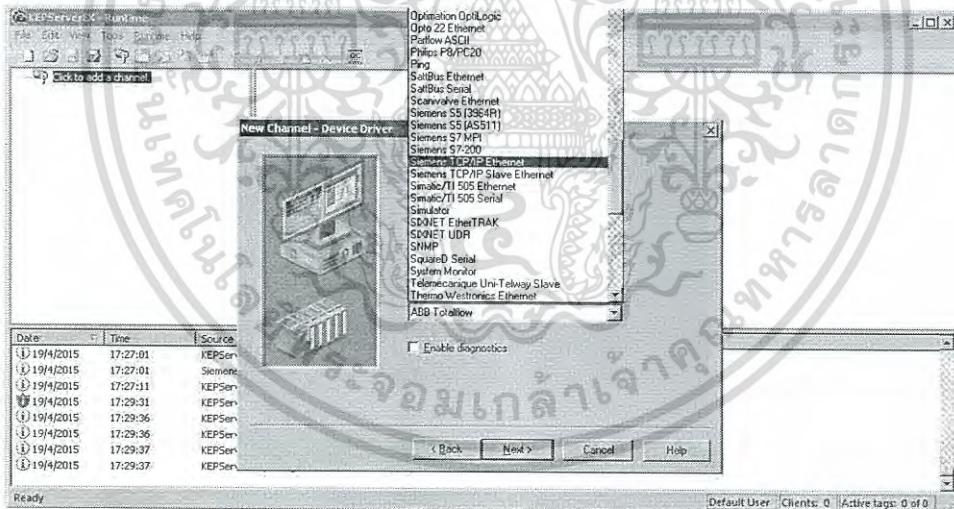 KEPServerEX - Runtime
File Edit View Tools Runtime Help
Click to add a channel.
New Channel - Device Driver
Optimation OptiLogic
Opto 22 Ethernet
Partlow ASCII
Philips P8/PC20
Ping
SattBus Ethernet
SattBus Serial
Scanivalve Ethernet
Siemens S5 (3964R)
Siemens S5 (AS511)
Siemens S7 MPI
Siemens S7-200
Siemens TCP/IP Ethernet
Siemens TCP/IP Slave Ethernet
Simatic/TI 505 Ethernet
Simatic/TI 505 Serial
Simulator
SIXNET EtherTRAK
SIXNET UDR
SNMP
SquareD Serial
System Monitor
Telemecanique Uni-Telway Slave
Thermo Westronics Ethernet
ABB Totalflow
Enable diagnostics
< Back Next > Cancel Help
Date Time Source
19/4/2015 17:27:01 KEPServ
19/4/2015 17:27:01 Siemens
19/4/2015 17:27:11 KEPServ
19/4/2015 17:29:31 KEPServ
19/4/2015 17:29:36 KEPServ
19/4/2015 17:29:36 KEPServ
19/4/2015 17:29:37 KEPServ
19/4/2015 17:29:37 KEPServ
Ready Default User Clients: 0 Active tags: 0 of 0